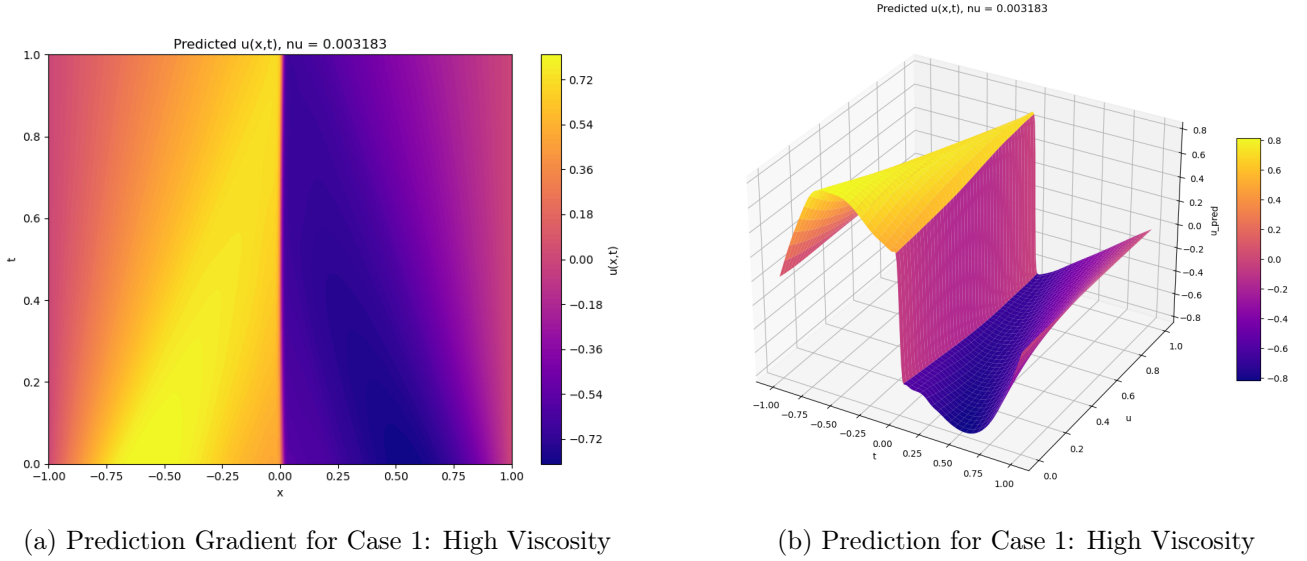 Predicted u(x,t), nu = 0.003183
1.0
0.8
0.6
0.4
0.2
0.0
t
−1.00 −0.75 −0.50 −0.25 0.00 0.25 0.50 0.75 1.00
x
0.72
0.54
0.36
0.18
0.00
−0.18
−0.36
−0.54
−0.72
u(x,t)
(a) Prediction Gradient for Case 1: High Viscosity
Predicted u(x,t), nu = 0.003183
−1.00 −0.75 −0.50 −0.25 0.00 0.25 0.50 0.75 1.00
t
0.0 0.2 0.4 0.6 0.8 1.0
u
0.8
0.6
0.4
0.2
0.0
−0.2
−0.4
−0.6
−0.8
u_pred
0.8
0.6
0.4
0.2
0.0
−0.2
−0.4
−0.6
−0.8
(b) Prediction for Case 1: High Viscosity